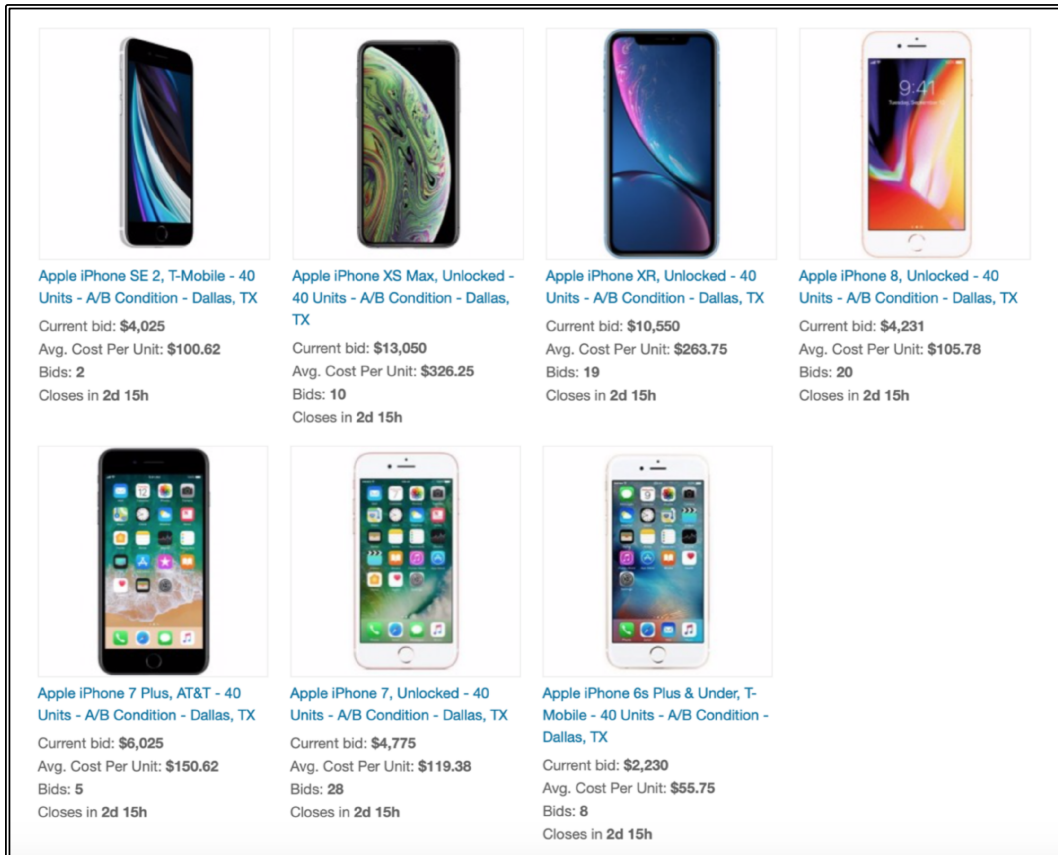 9:41
Apple iPhone SE 2, T-Mobile - 40
Units - A/B Condition - Dallas, TX
Current bid: $4,025
Avg. Cost Per Unit: $100.62
Bids: 2
Closes in 2d 15h
Apple iPhone XS Max, Unlocked -
40 Units - A/B Condition - Dallas,
TX
Current bid: $13,050
Avg. Cost Per Unit: $326.25
Bids: 10
Closes in 2d 15h
Apple iPhone XR, Unlocked - 40
Units - A/B Condition - Dallas, TX
Current bid: $10,550
Avg. Cost Per Unit: $263.75
Bids: 19
Closes in 2d 15h
Apple iPhone 8, Unlocked - 40
Units - A/B Condition - Dallas, TX
Current bid: $4,231
Avg. Cost Per Unit: $105.78
Bids: 20
Closes in 2d 15h
Apple iPhone 7 Plus, AT&T - 40
Units - A/B Condition - Dallas, TX
Current bid: $6,025
Avg. Cost Per Unit: $150.62
Bids: 5
Closes in 2d 15h
Apple iPhone 7, Unlocked - 40
Units - A/B Condition - Dallas, TX
Current bid: $4,775
Avg. Cost Per Unit: $119.38
Bids: 28
Closes in 2d 15h
Apple iPhone 6s Plus & Under, T-
Mobile - 40 Units - A/B Condition -
Dallas, TX
Current bid: $2,230
Avg. Cost Per Unit: $55.75
Bids: 8
Closes in 2d 15h